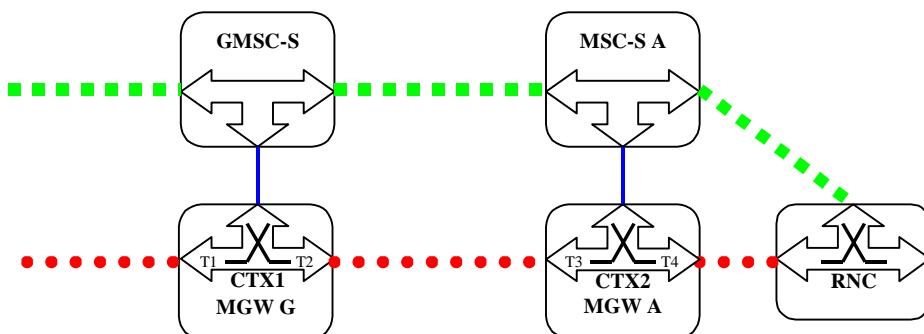 GMSC-S
MSC-S A
T1
T2
CTX1
MGW G
T3
T4
CTX2
MGW A
RNC